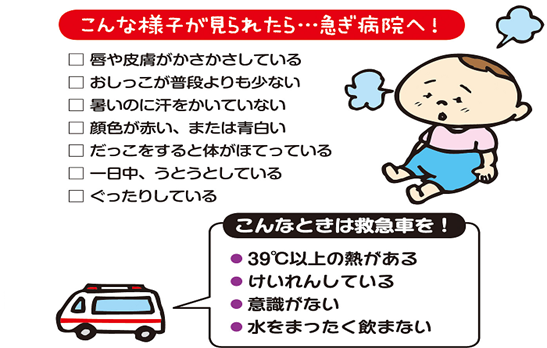 こんな様子が見られたら…急ぎ病院へ！
□ 唇や皮膚がかさかさしている
□ おしっこが普段よりも少ない
□ 暑いのに汗をかいていない
□ 顔色が赤い、または青白い
□ だっこをすると体がほてっている
□ 一日中、うとうとしている
□ ぐったりしている
こんなときは救急車を！
● 39℃以上の熱がある
● けいれんしている
● 意識がない
● 水をまったく飲まない